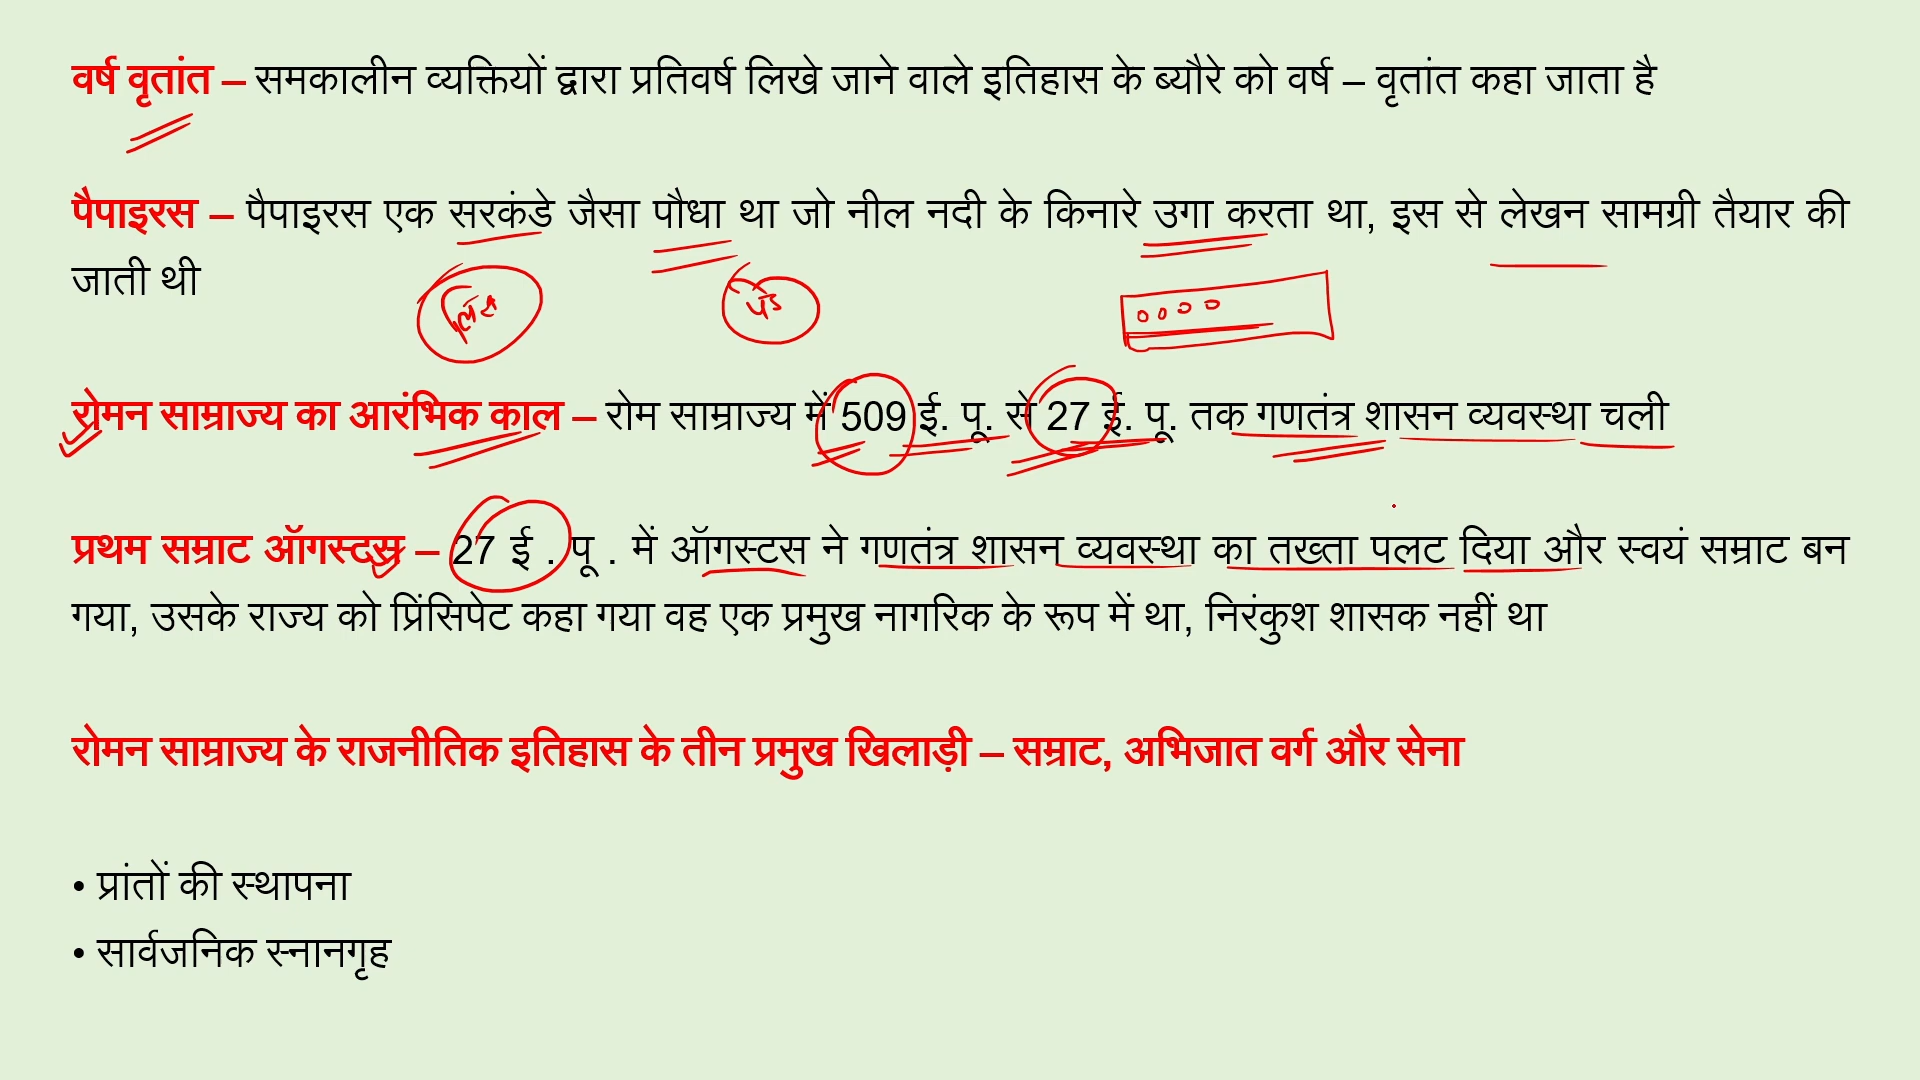 वर्ष वृतांत – समकालीन व्यक्तियों द्वारा प्रतिवर्ष लिखे जाने वाले इतिहास के ब्यौरे को वर्ष – वृतांत कहा जाता है
पैपाइरस – पैपाइरस एक सरकंडे जैसा पौधा था जो नील नदी के किनारे उगा करता था, इस से लेखन सामग्री तैयार की
जाती थी
रोमन साम्राज्य का आरंभिक काल – रोम साम्राज्य में 509 ई. पू. से 27 ई. पू. तक गणतंत्र शासन व्यवस्था चली
प्रथम सम्राट ऑगस्टस – 27 ई . पू . में ऑगस्टस ने गणतंत्र शासन व्यवस्था का तख्ता पलट दिया और स्वयं सम्राट बन
गया, उसके राज्य को प्रिंसिपेट कहा गया वह एक प्रमुख नागरिक के रूप में था, निरंकुश शासक नहीं था
रोमन साम्राज्य के राजनीतिक इतिहास के तीन प्रमुख खिलाड़ी – सम्राट, अभिजात वर्ग और सेना
• प्रांतों की स्थापना
• सार्वजनिक स्नानगृह